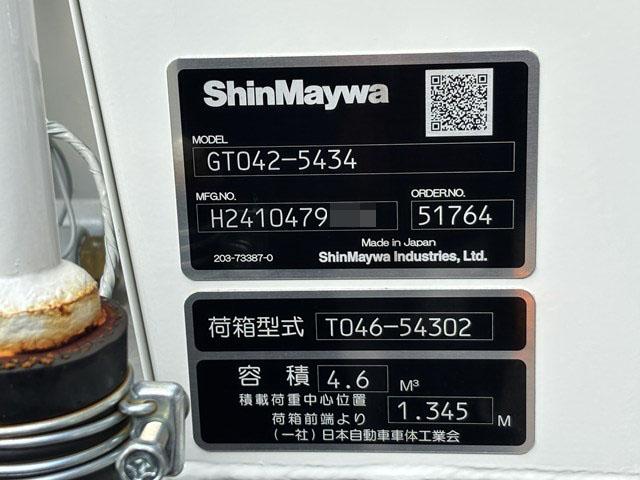 ShinMaywa
MODEL
GT042-5434
MFG.NO. ORDER.NO.
H2410479 51764
Made in Japan
203-73387-0 ShinMaywa Industries, Ltd.
荷箱型式 T046-54302
容積 4.6 M³
積載荷重中心位置
荷箱前端より 1.345 M
(一社)日本自動車車体工業会